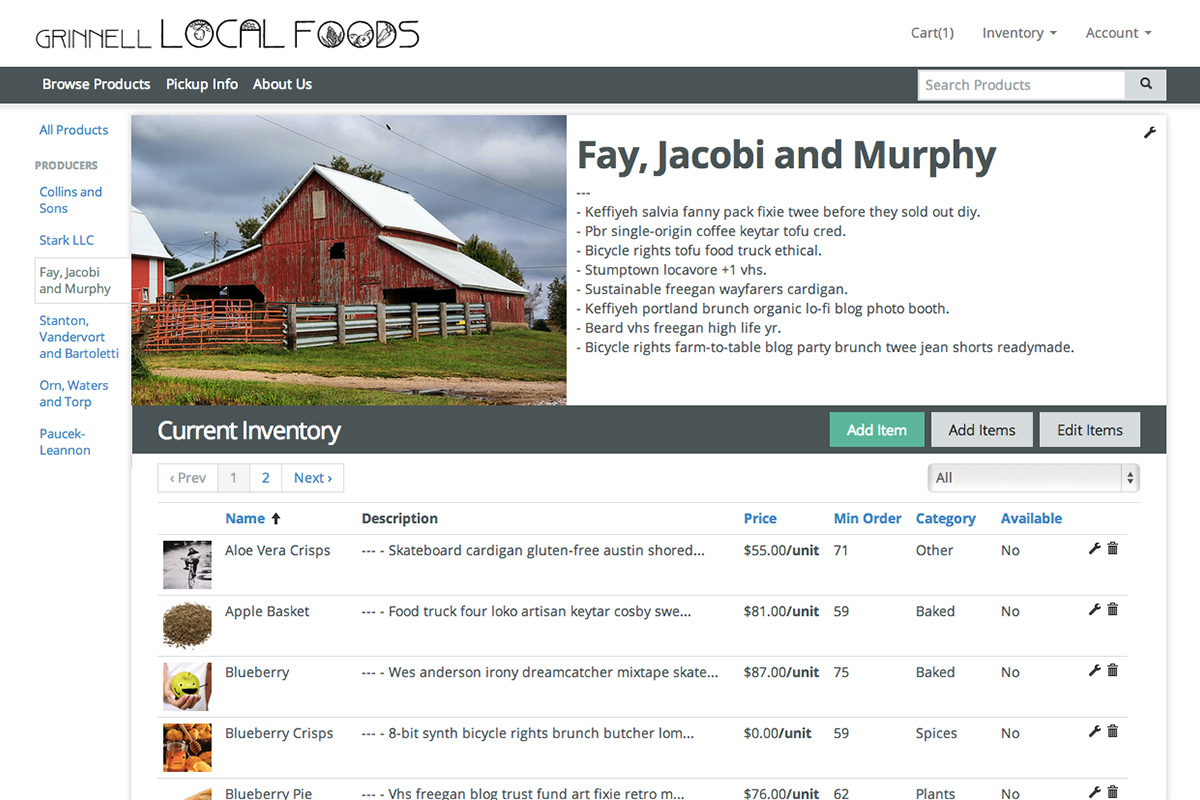 GRINNELL LOCAL FOODS
Cart(1) Inventory Account
Browse Products Pickup Info About Us Search Products
All Products
PRODUCERS
Collins and
Sons
Stark LLC
Fay, Jacobi
and Murphy
Stanton,
Vandervort
and Bartoletti
Orn, Waters
and Torp
Paucek-
Leannon
Fay, Jacobi and Murphy
---
- Keffiyeh salvia fanny pack fixie twee before they sold out diy.
- Pbr single-origin coffee keytar tofu cred.
- Bicycle rights tofu food truck ethical.
- Stumptown locavore +1 vhs.
- Sustainable freegan wayfarers cardigan.
- Keffiyeh portland brunch organic lo-fi blog photo booth.
- Beard vhs freegan high life yr.
- Bicycle rights farm-to-table blog party brunch twee jean shorts readymade.
Current Inventory Add Item Add Items Edit Items
‹ Prev 1 2 Next › All
Name Description Price Min Order Category Available
Aloe Vera Crisps --- - Skateboard cardigan gluten-free austin shored... $55.00/unit 71 Other No
Apple Basket --- - Food truck four loko artisan keytar cosby swe... $81.00/unit 59 Baked No
Blueberry --- - Wes anderson irony dreamcatcher mixtape skate... $87.00/unit 75 Baked No
Blueberry Crisps --- - 8-bit synth bicycle rights brunch butcher lom... $0.00/unit 59 Spices No
Blueberry Pie --- - Vhs freegan blog trust fund art fixie retro m... $76.00/unit 62 Plants No